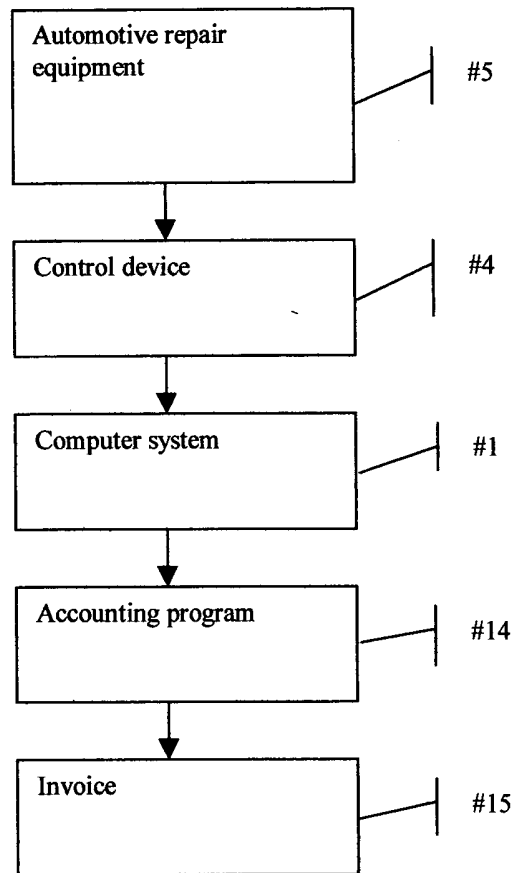 Automotive repair
equipment
#5
Control device
#4
Computer system
#1
Accounting program
#14
Invoice
#15